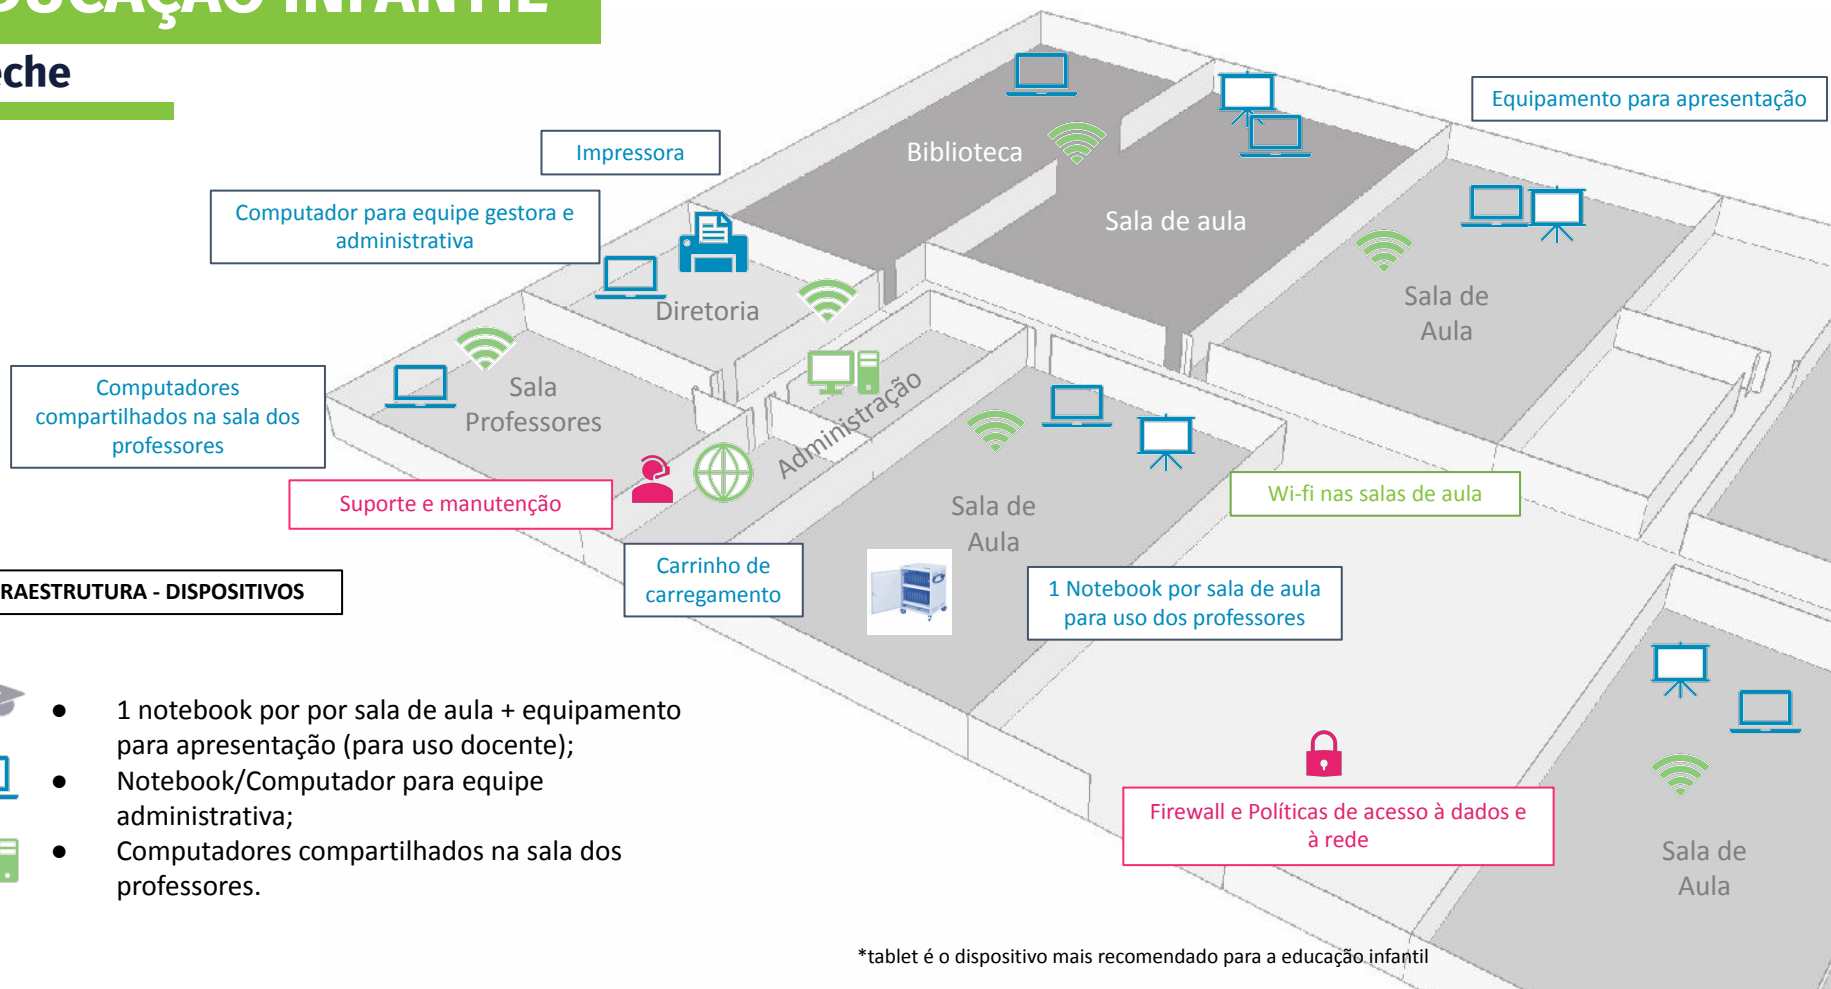 DUCAÇÃO INFANTIL
eche
Equipamento para apresentação
Impressora
Biblioteca
Computador para equipe gestora e
administrativa
Sala de aula
Diretoria
Sala de
Aula
Computadores
compartilhados na sala dos
professores
Sala
Professores
Administração
Suporte e manutenção
Wi-fi nas salas de aula
Sala de
Aula
Carrinho de
carregamento
1 Notebook por sala de aula
para uso dos professores
RAESTRUTURA - DISPOSITIVOS
● 1 notebook por por sala de aula + equipamento
para apresentação (para uso docente);
● Notebook/Computador para equipe
administrativa;
● Computadores compartilhados na sala dos
professores.
Firewall e Políticas de acesso à dados e
à rede
Sala de
Aula
*tablet é o dispositivo mais recomendado para a educação infantil